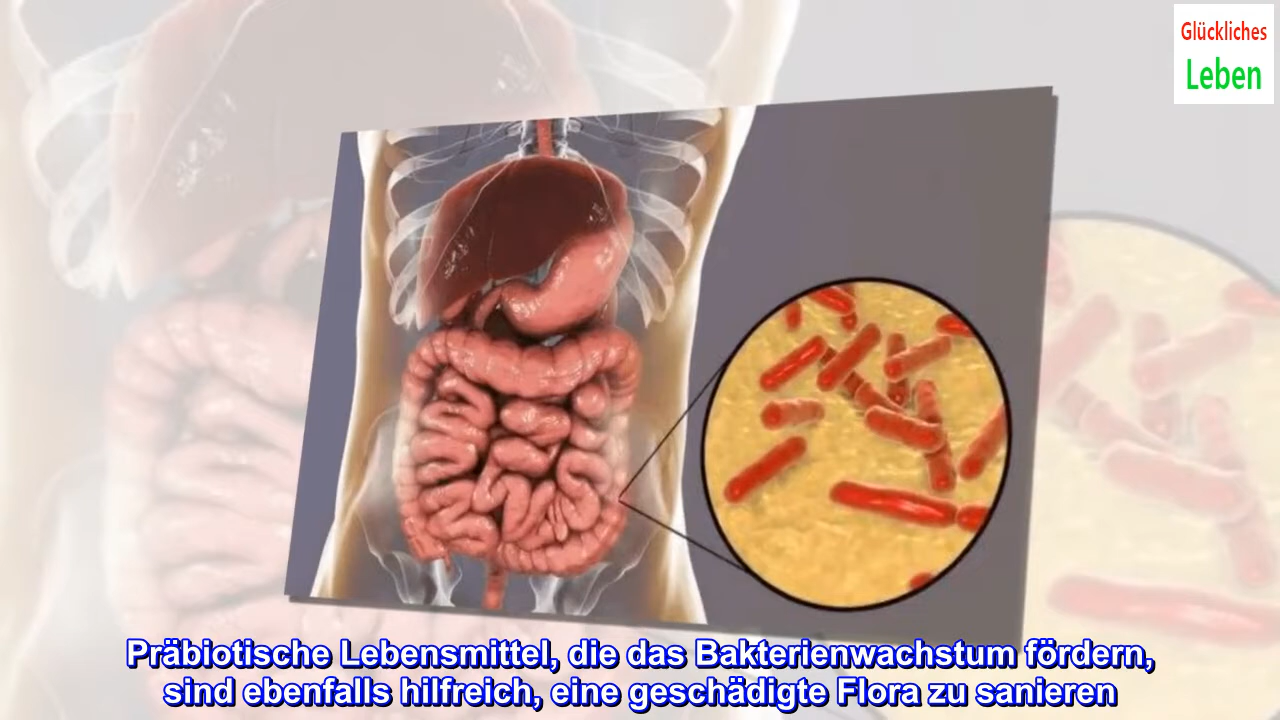 Glückliches
Leben
Präbiotische Lebensmittel, die das Bakterienwachstum fördern,
sind ebenfalls hilfreich, eine geschädigte Flora zu sanieren